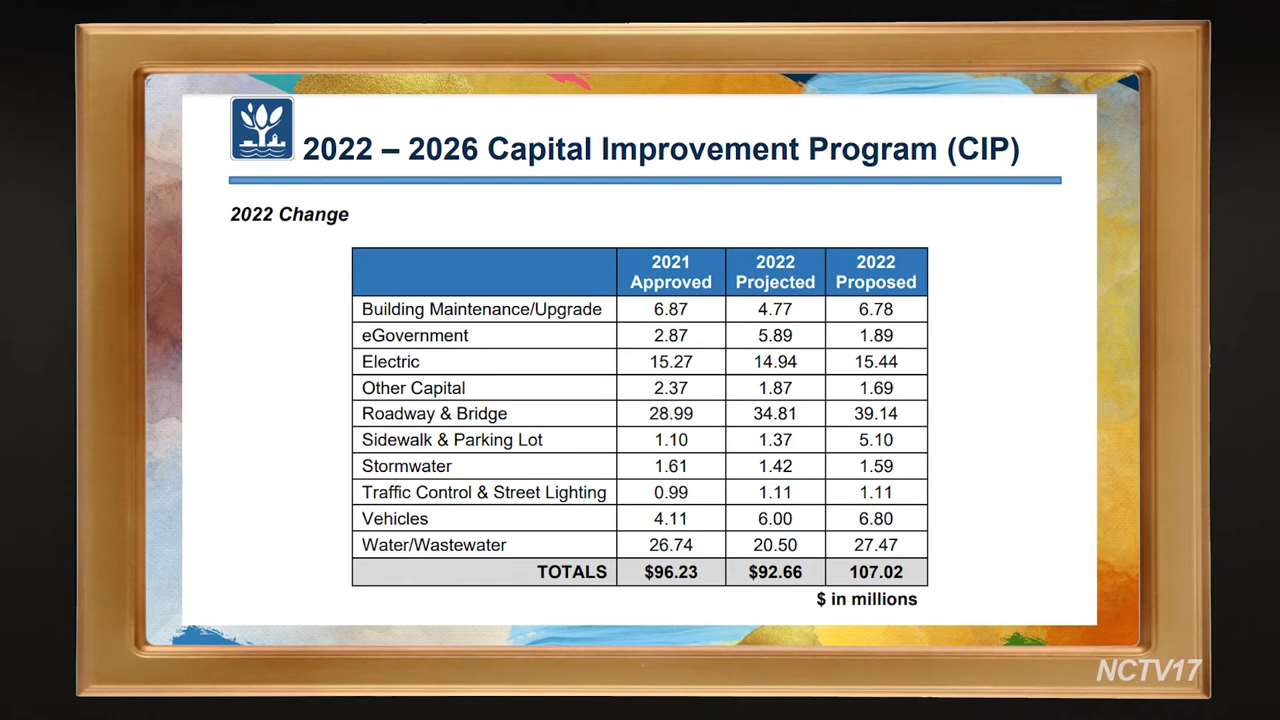 2022 – 2026 Capital Improvement Program (CIP)
2022 Change
2021 Approved 2022 Projected 2022 Proposed
Building Maintenance/Upgrade 6.87 4.77 6.78
eGovernment 2.87 5.89 1.89
Electric 15.27 14.94 15.44
Other Capital 2.37 1.87 1.69
Roadway & Bridge 28.99 34.81 39.14
Sidewalk & Parking Lot 1.10 1.37 5.10
Stormwater 1.61 1.42 1.59
Traffic Control & Street Lighting 0.99 1.11 1.11
Vehicles 4.11 6.00 6.80
Water/Wastewater 26.74 20.50 27.47
TOTALS $96.23 $92.66 107.02
$ in millions
NCTV17